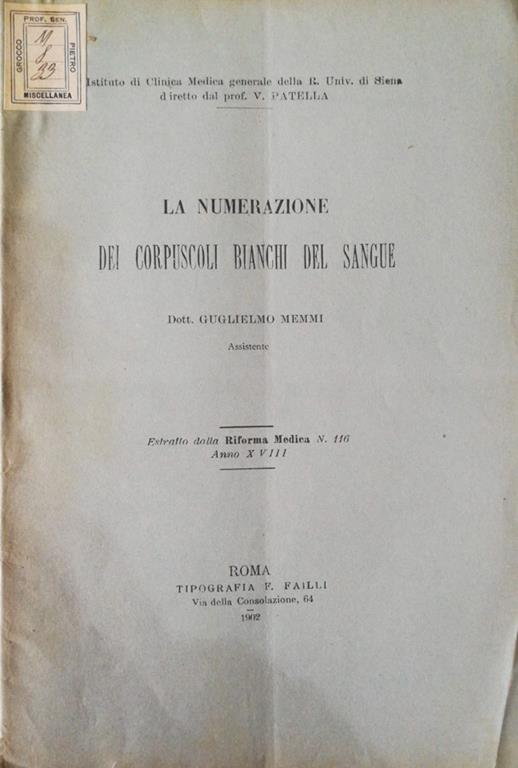 PROF. SEN.
GROCCO
PIETRO
M
8
33
MISCELLANEA
Istituto di Clinica Medica generale della R. Univ. di Siena
diretto dal prof. V. PATELLA
LA NUMERAZIONE
DEI CORPUSCOLI BIANCHI DEL SANGUE
Dott. GUGLIELMO MEMMI
Assistente
Estratto dalla Riforma Medica N. 116
Anno XVIII
ROMA
TIPOGRAFIA F. FAILLI
Via della Consolazione, 64
1902